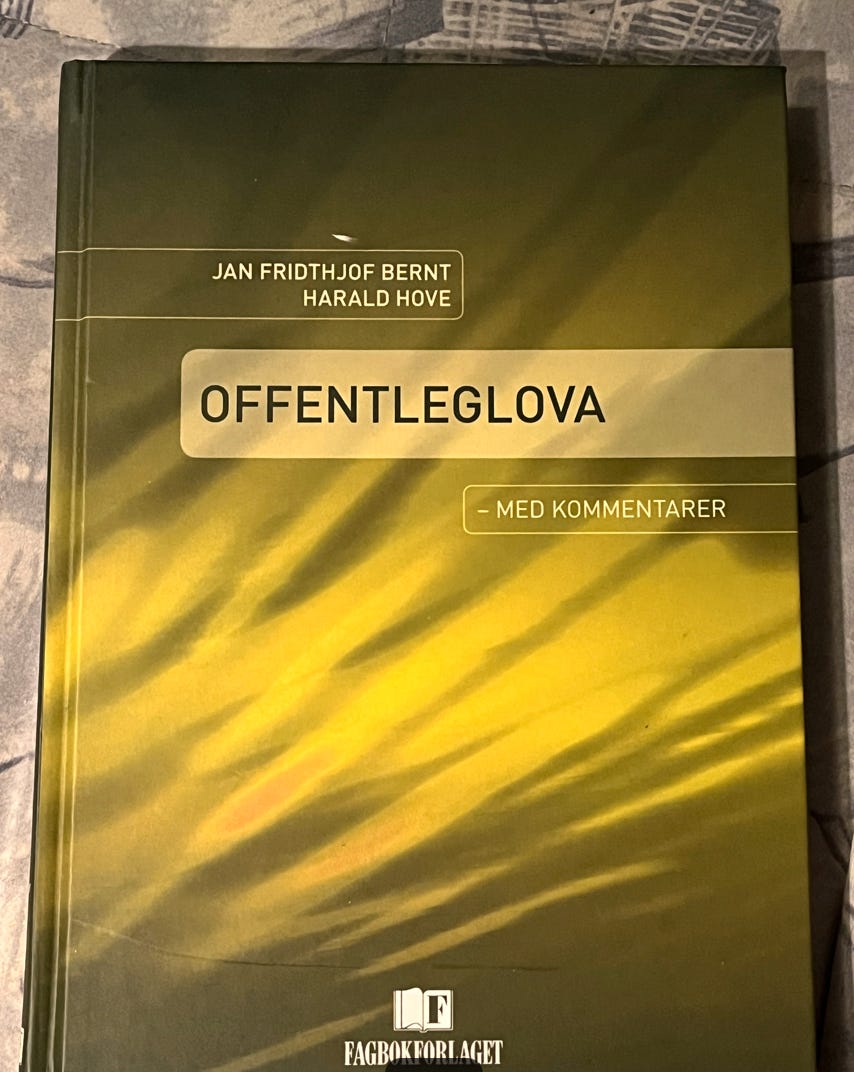 JAN FRIDTHJOF BERNT
HARALD HOVE
OFFENTLEGLOVA
– MED KOMMENTARER
F
FAGBOKFORLAGET